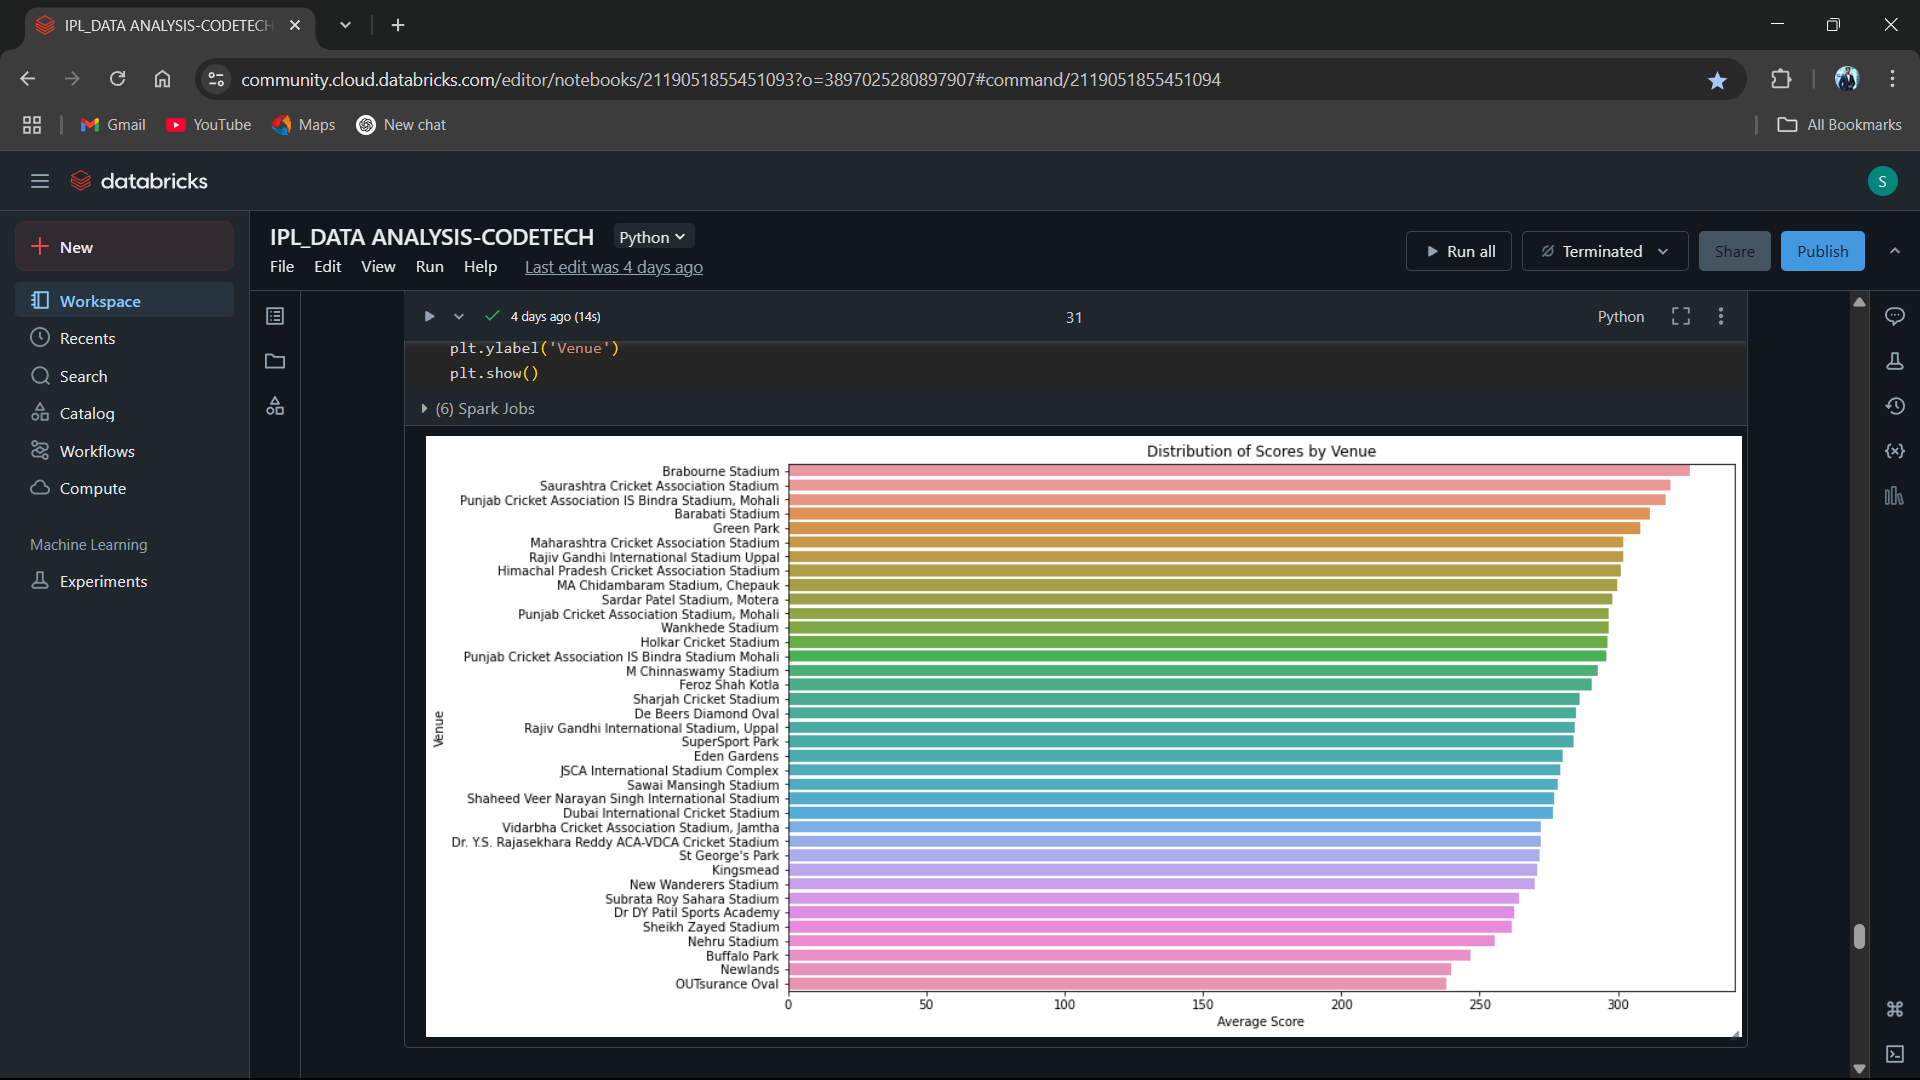 IPL_DATA ANALYSIS-CODETECH
community.cloud.databricks.com/editor/notebooks/2119051855451093?o=3897025280897907#command/2119051855451094
Gmail
YouTube
Maps
New chat
All Bookmarks
databricks
S
New
Workspace
Recents
Search
Catalog
Workflows
Compute
Machine Learning
Experiments
IPL_DATA ANALYSIS-CODETECH
Python
File Edit View Run Help Last edit was 4 days ago
Run all
Terminated
Share
Publish
4 days ago (14s)
31
Python
plt.ylabel('Venue')
plt.show()
(6) Spark Jobs
Distribution of Scores by Venue
Brabourne Stadium
Saurashtra Cricket Association Stadium
Punjab Cricket Association IS Bindra Stadium, Mohali
Barabati Stadium
Green Park
Maharashtra Cricket Association Stadium
Rajiv Gandhi International Stadium Uppal
Himachal Pradesh Cricket Association Stadium
MA Chidambaram Stadium, Chepauk
Sardar Patel Stadium, Motera
Punjab Cricket Association Stadium, Mohali
Wankhede Stadium
Holkar Cricket Stadium
Punjab Cricket Association IS Bindra Stadium Mohali
M Chinnaswamy Stadium
Feroz Shah Kotla
Sharjah Cricket Stadium
De Beers Diamond Oval
Rajiv Gandhi International Stadium, Uppal
SuperSport Park
Eden Gardens
JSCA International Stadium Complex
Sawai Mansingh Stadium
Shaheed Veer Narayan Singh International Stadium
Dubai International Cricket Stadium
Vidarbha Cricket Association Stadium, Jamtha
Dr. Y.S. Rajasekhara Reddy ACA-VDCA Cricket Stadium
St George's Park
Kingsmead
New Wanderers Stadium
Subrata Roy Sahara Stadium
Dr DY Patil Sports Academy
Sheikh Zayed Stadium
Nehru Stadium
Buffalo Park
Newlands
OUTsurance Oval
Venue
0 50 100 150 200 250 300
Average Score